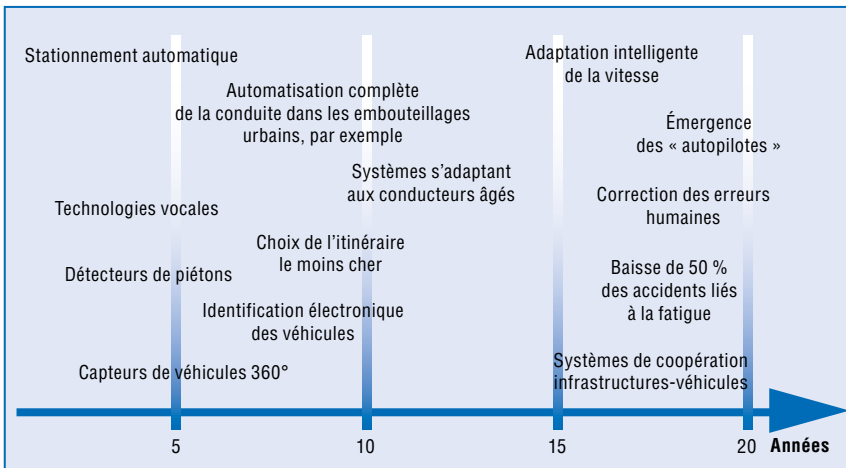 Stationnement automatique
Adaptation intelligente
de la vitesse
Automatisation complète
de la conduite dans les embouteillages
urbains, par exemple
Émergence
des « autopilotes »
Systèmes s’adaptant
aux conducteurs âgés
Correction des erreurs
humaines
Technologies vocales
Choix de l’itinéraire
le moins cher
Détecteurs de piétons
Baisse de 50 %
des accidents liés
à la fatigue
Identification électronique
des véhicules
Capteurs de véhicules 360°
Systèmes de coopération
infrastructures-véhicules
5 10 15 20 Années